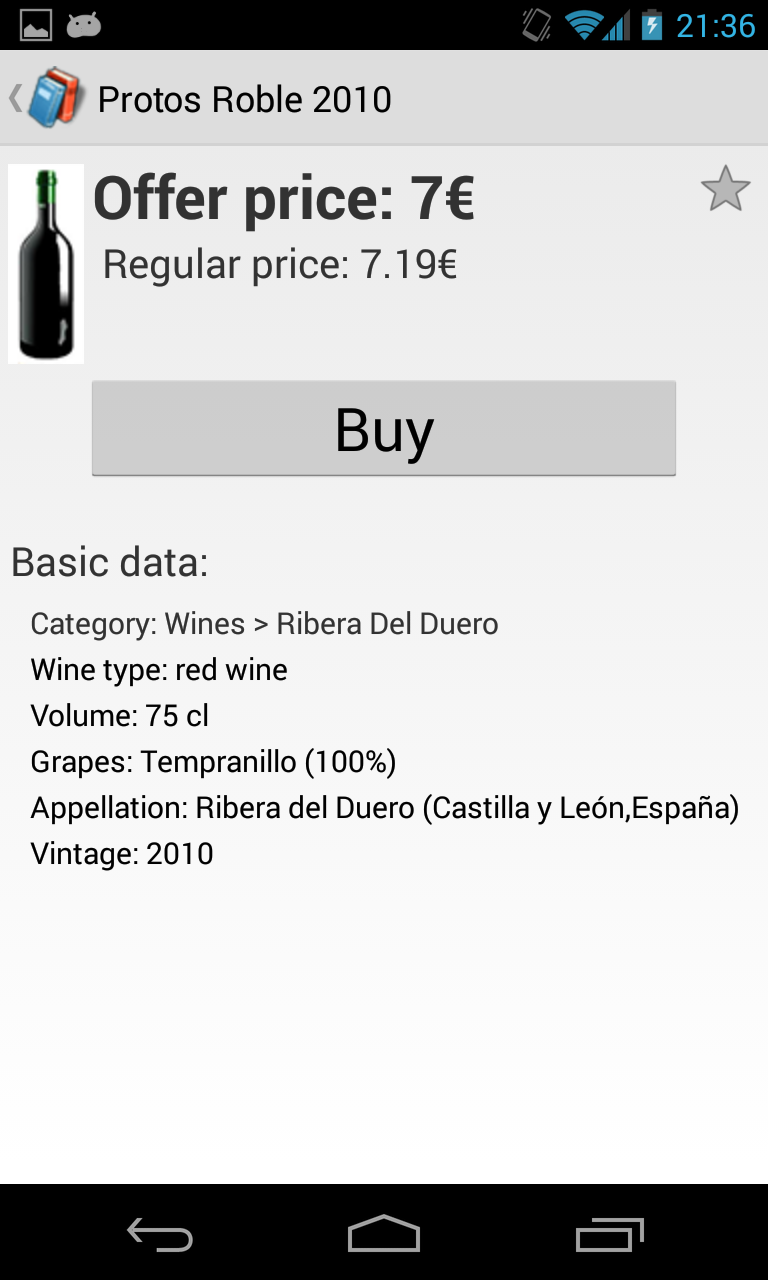 21:36
Protos Roble 2010
Offer price: 7€
Regular price: 7.19€
Buy
Basic data:
Category: Wines > Ribera Del Duero
Wine type: red wine
Volume: 75 cl
Grapes: Tempranillo (100%)
Appellation: Ribera del Duero (Castilla y León,España)
Vintage: 2010